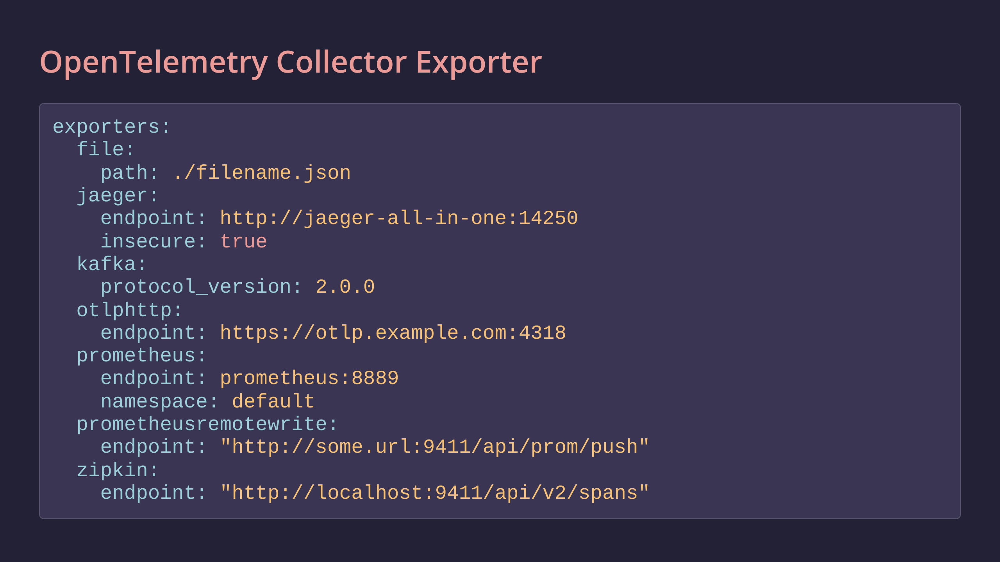 OpenTelemetry Collector Exporter
exporters:
  file:
    path: ./filename.json
  jaeger:
    endpoint: http://jaeger-all-in-one:14250
    insecure: true
  kafka:
    protocol_version: 2.0.0
  otlphttp:
    endpoint: https://otlp.example.com:4318
  prometheus:
    endpoint: prometheus:8889
    namespace: default
  prometheusremotewrite:
    endpoint: "http://some.url:9411/api/prom/push"
  zipkin:
    endpoint: "http://localhost:9411/api/v2/spans"